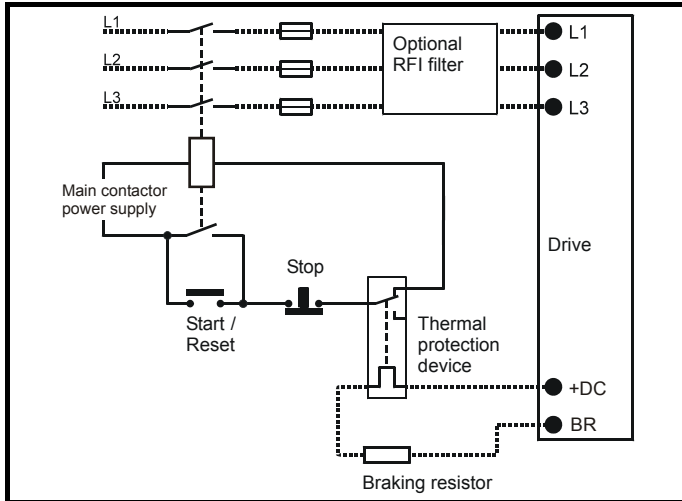 L1
L2
L3
Optional
RFI filter
L1
L2
L3
Main contactor
power supply
Drive
Stop
Start /
Reset
Thermal
protection
device
+DC
BR
Braking resistor